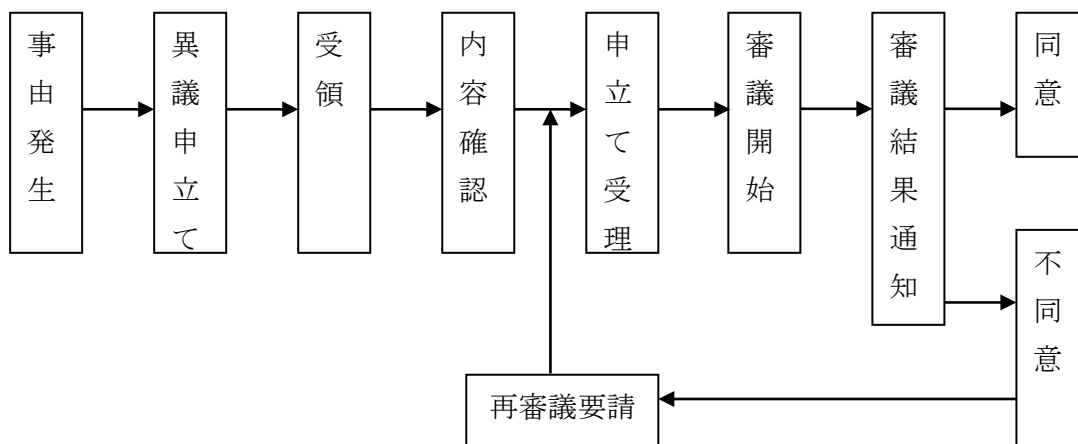 事由発生
異議申立て
受領
内容確認
申立て受理
審議開始
審議結果通知
同意
不同意
再審議要請